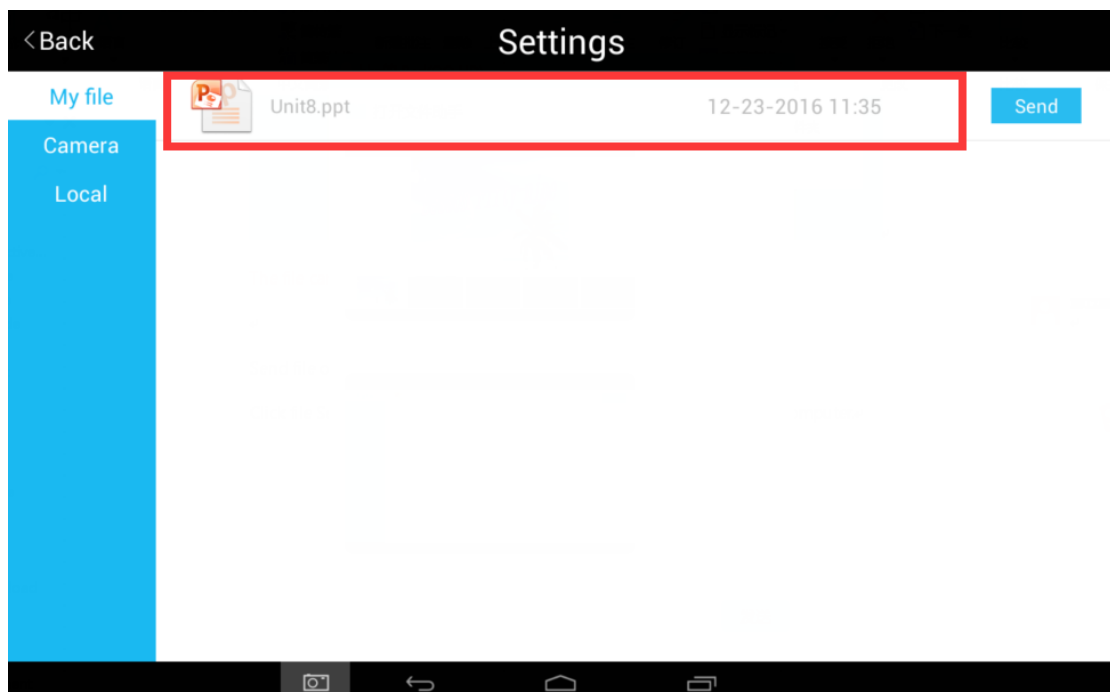 Back
Settings
My file
Unit8.ppt
12-23-2016 11:35
Send
Camera
Local